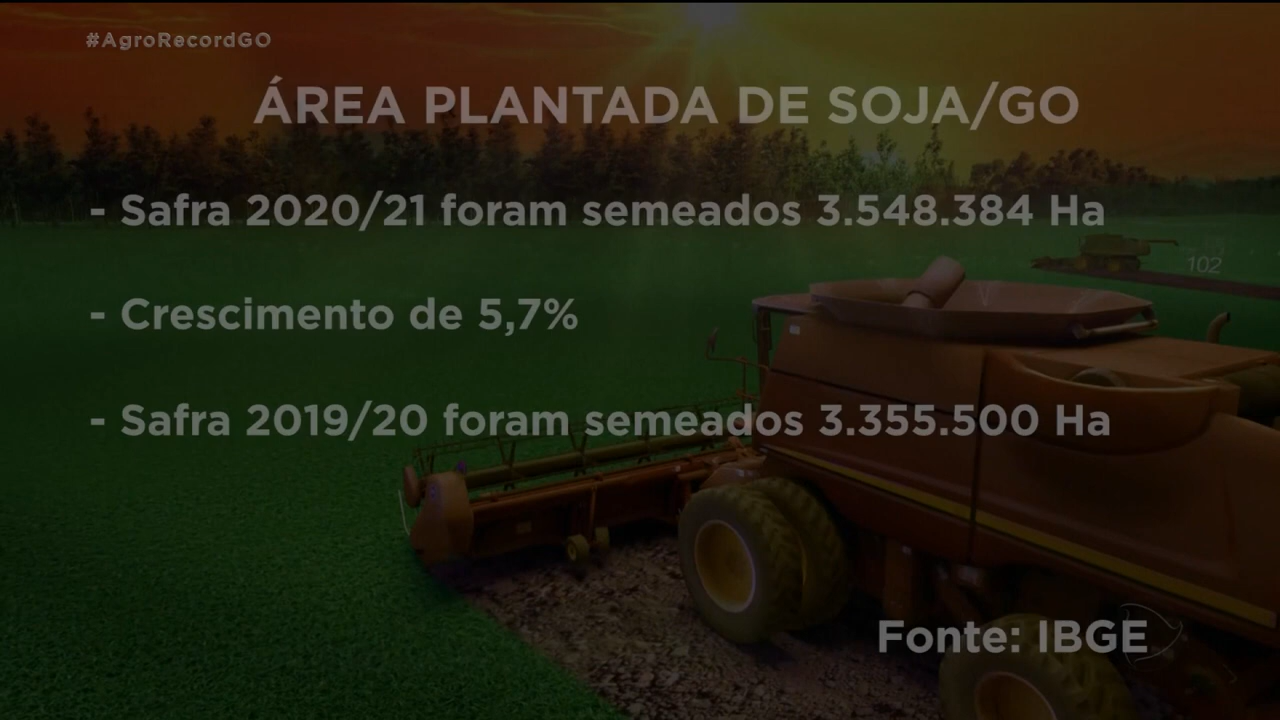 #AgroRecordGO
ÁREA PLANTADA DE SOJA/GO
- Safra 2020/21 foram semeados 3.548.384 Ha
102
- Crescimento de 5,7%
- Safra 2019/20 foram semeados 3.355.500 Ha
Fonte: IBGE